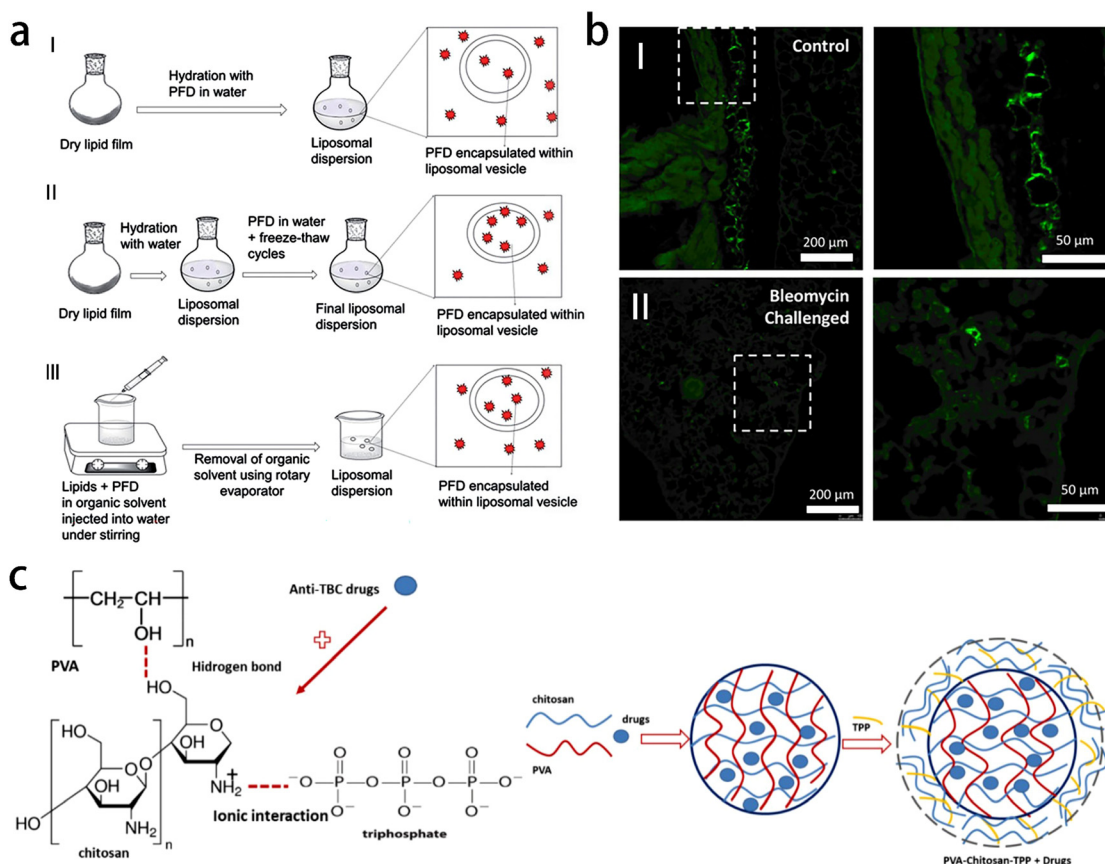 a
I
Hydration with
PFD in water
Dry lipid film
Liposomal
dispersion
PFD encapsulated within
liposomal vesicle
II
Hydration
with water
PFD in water
+ freeze-thaw
cycles
Dry lipid film
Liposomal
dispersion
Final liposomal
dispersion
PFD encapsulated within
liposomal vesicle
III
Lipids + PFD
in organic solvent
injected into water
under stirring
Removal of organic
solvent using rotary
evaporator
Liposomal
dispersion
PFD encapsulated
within liposomal vesicle
b
I
Control
200 µm
50 µm
II
Bleomycin
Challenged
200 µm
50 µm
c
CH2
CH
OH
n
PVA
Hidrogen bond
Anti-TBC drugs
HO
O
OH
HO
O
OH
O
NH2
+
HO
NH2
n
chitosan
Ionic interaction
O O O
−O P O P O P O−
O− O− O−
triphosphate
chitosan
drugs
PVA
TPP
PVA-Chitosan-TPP + Drugs